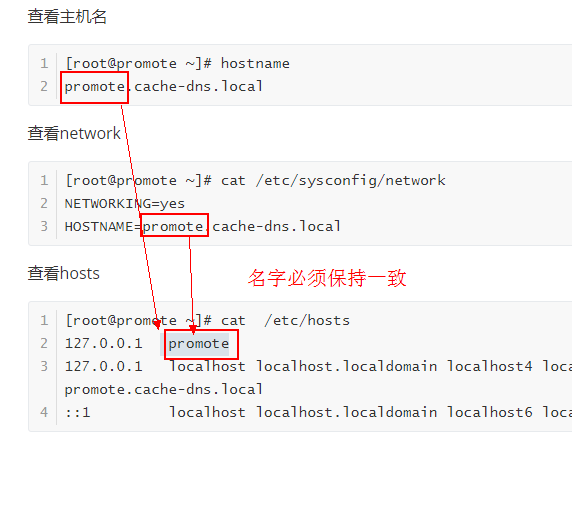 查看主机名
1 [root@promote ~]# hostname
2 promote.cache-dns.local
查看network
1 [root@promote ~]# cat /etc/sysconfig/network
2 NETWORKING=yes
3 HOSTNAME=promote.cache-dns.local
查看hosts
名字必须保持一致
1 [root@promote ~]# cat  /etc/hosts
2 127.0.0.1   promote
3 127.0.0.1   localhost localhost.localdomain localhost4 loca
promote.cache-dns.local
4 ::1         localhost localhost.localdomain localhost6 loca